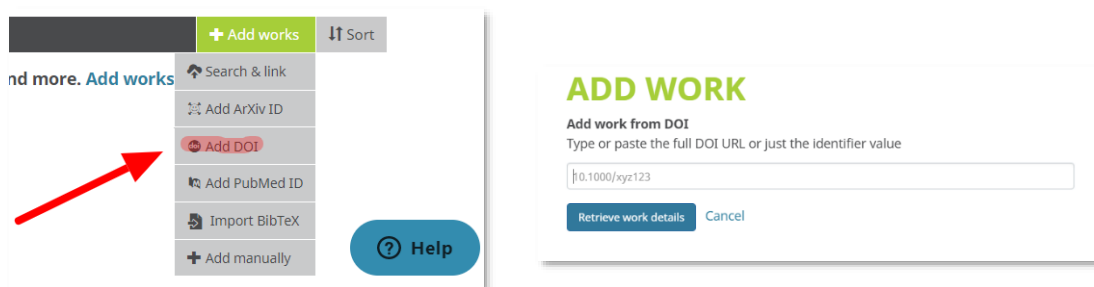 Add works
Sort
nd more. Add works
Search & link
Add ArXiv ID
Add DOI
Add PubMed ID
Import BibTeX
Add manually
Help
ADD WORK
Add work from DOI
Type or paste the full DOI URL or just the identifier value
10.1000/xyz123
Retrieve work details Cancel